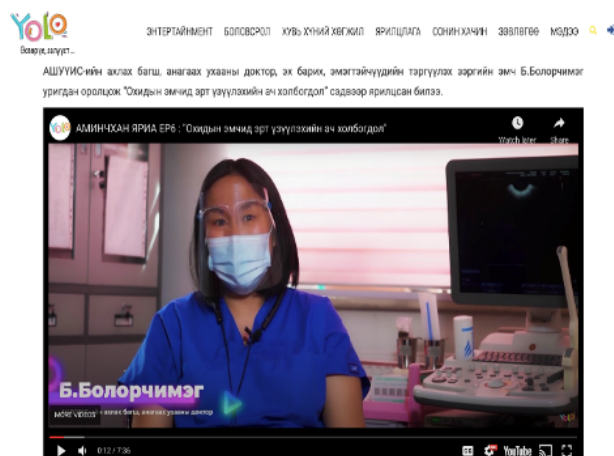 YOLO
ЭНТЕРТАЙНМЕНТ БОЛОВСРОЛ ХУВЬ ХҮНИЙ ХӨГЖИЛ ЯРИЛЦЛАГА СОНИН ХАЧИН ЗӨВЛӨГӨӨ МЭДЭЭ
АШУҮИС-ийн ахлах багш, анагаах ухааны доктор, эх барих, эмэгтэйчүүдийн тэргүүлэх зэргийн эмч Б.Болорчимэг
уригдан оролцож "Охидын эмчид эрт үзүүлэхийн ач холбогдол" сэдвээр ярилцсан билээ.
YOLO АМИНЧХАН ЯРИА EP6 : "Охидын эмчид эрт үзүүлэхийн ач холбогдол"
Watch later Share
Б.Болорчимэг
MORE VIDEOS ахлах багш, анагаах ухааны доктор
YOLO
0:12 / 7:36 YouTube